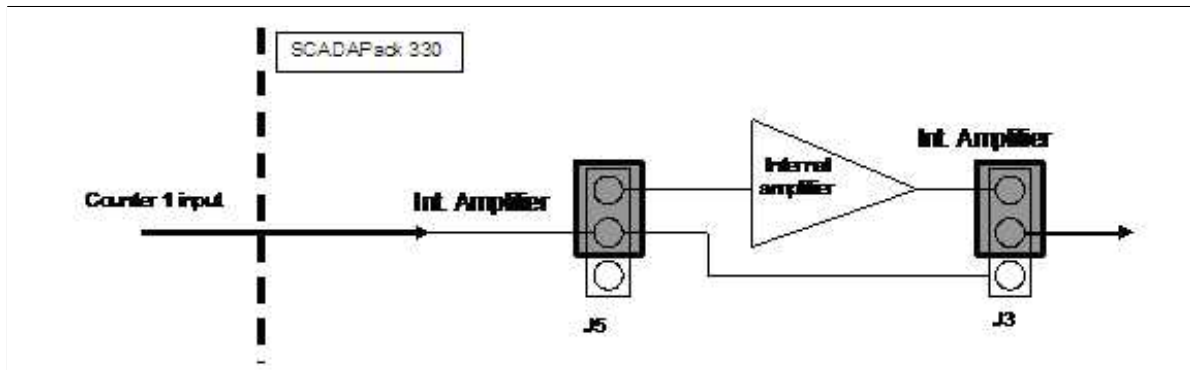 SCADAPack 330
Int. Amplifier
Internal
amplifier
Counter 1 input
Int. Amplifier
J5
J3